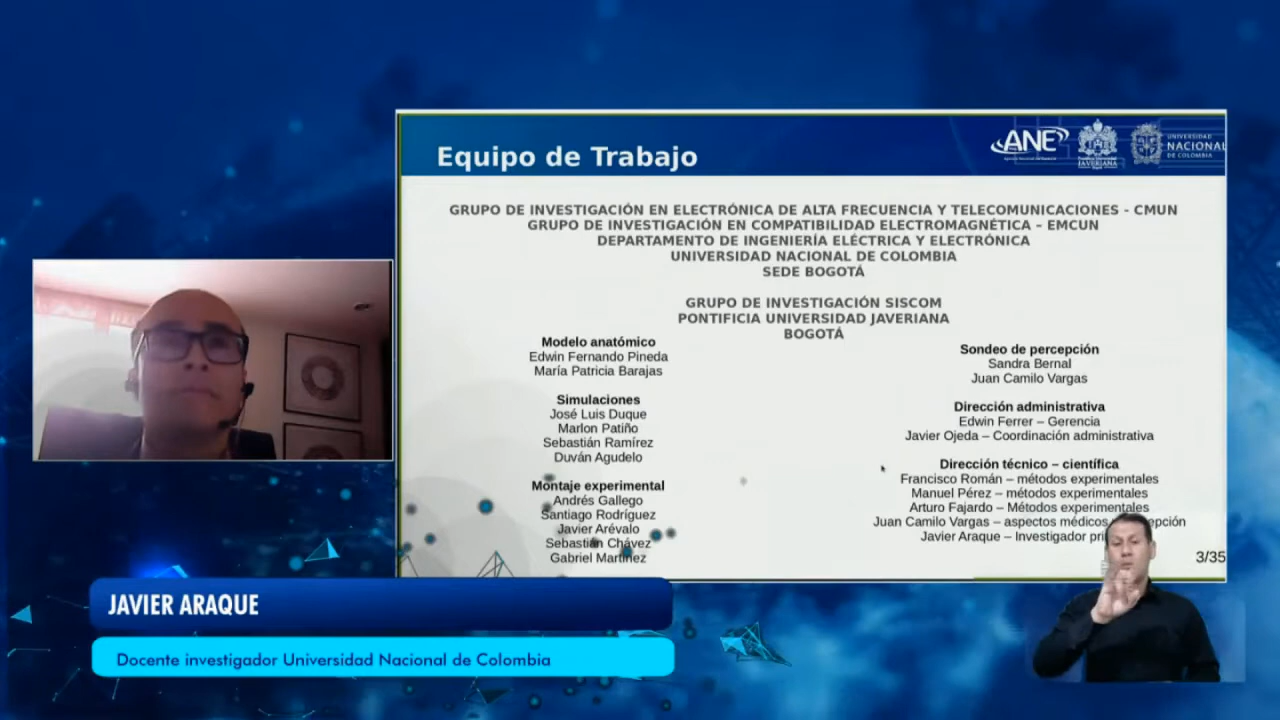 Equipo de Trabajo
ANE
JAVERIANA
UNIVERSIDAD
NACIONAL
DE COLOMBIA
GRUPO DE INVESTIGACIÓN EN ELECTRÓNICA DE ALTA FRECUENCIA Y TELECOMUNICACIONES - CMUN
GRUPO DE INVESTIGACIÓN EN COMPATIBILIDAD ELECTROMAGNÉTICA – EMCUN
DEPARTAMENTO DE INGENIERÍA ELÉCTRICA Y ELECTRÓNICA
UNIVERSIDAD NACIONAL DE COLOMBIA
SEDE BOGOTÁ
GRUPO DE INVESTIGACIÓN SISCOM
PONTIFICIA UNIVERSIDAD JAVERIANA
BOGOTÁ
Modelo anatómico
Edwin Fernando Pineda
María Patricia Barajas
Simulaciones
José Luis Duque
Marlon Patiño
Sebastián Ramírez
Duván Agudelo
Montaje experimental
Andrés Gallego
Santiago Rodríguez
Javier Arévalo
Sebastián Chávez
Gabriel Martínez
Sondeo de percepción
Sandra Bernal
Juan Camilo Vargas
Dirección administrativa
Edwin Ferrer – Gerencia
Javier Ojeda – Coordinación administrativa
Dirección técnico – científica
Francisco Román – métodos experimentales
Manuel Pérez – métodos experimentales
Arturo Fajardo – Métodos experimentales
Juan Camilo Vargas – aspectos médicos
Javier Araque – Investigador
3/35
JAVIER ARAQUE
Docente investigador Universidad Nacional de Colombia